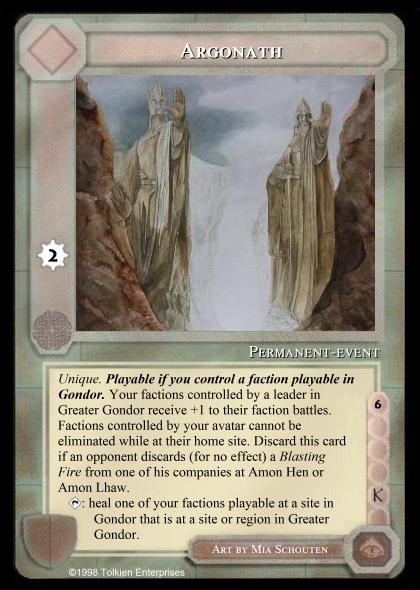 Argonath
2
Permanent-event
Unique. Playable if you control a faction playable in
Gondor. Your factions controlled by a leader in
Greater Gondor receive +1 to their faction battles.
Factions controlled by your avatar cannot be
eliminated while at their home site. Discard this card
if an opponent discards (for no effect) a Blasting
Fire from one of his companies at Amon Hen or
Amon Lhaw.
: heal one of your factions playable at a site in
Gondor that is at a site or region in Greater
Gondor.
6
K
Art by Mia Schouten
©1998 Tolkien Enterprises